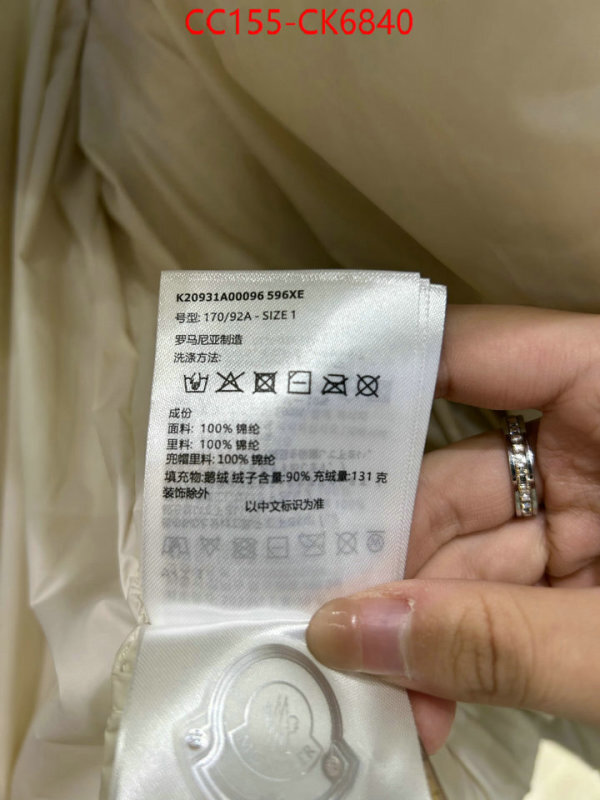 CC155-CK6840
K20931A00096 596XE
号型: 170/92A - SIZE 1
罗马尼亚制造
洗涤方法:
成份
面料: 100% 锦纶
里料: 100% 锦纶
兜帽里料: 100% 锦纶
填充物: 鹅绒 绒子含量:90% 充绒量:131 克
装饰除外
以中文标识为准